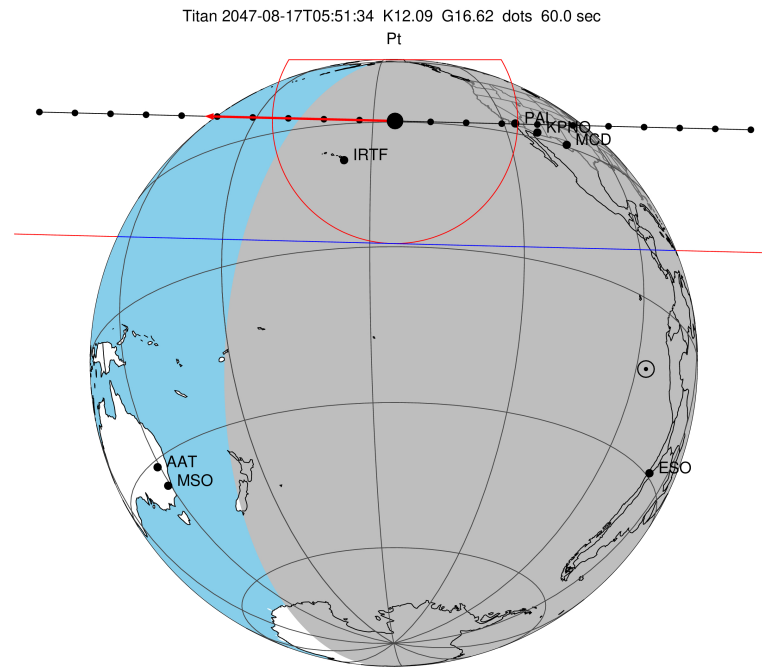 Titan 2047-08-17T05:51:34 K12.09 G16.62 dots 60.0 sec
Pt
PAL
KPNO
MCD
IRTF
AAT
MSO
ESO